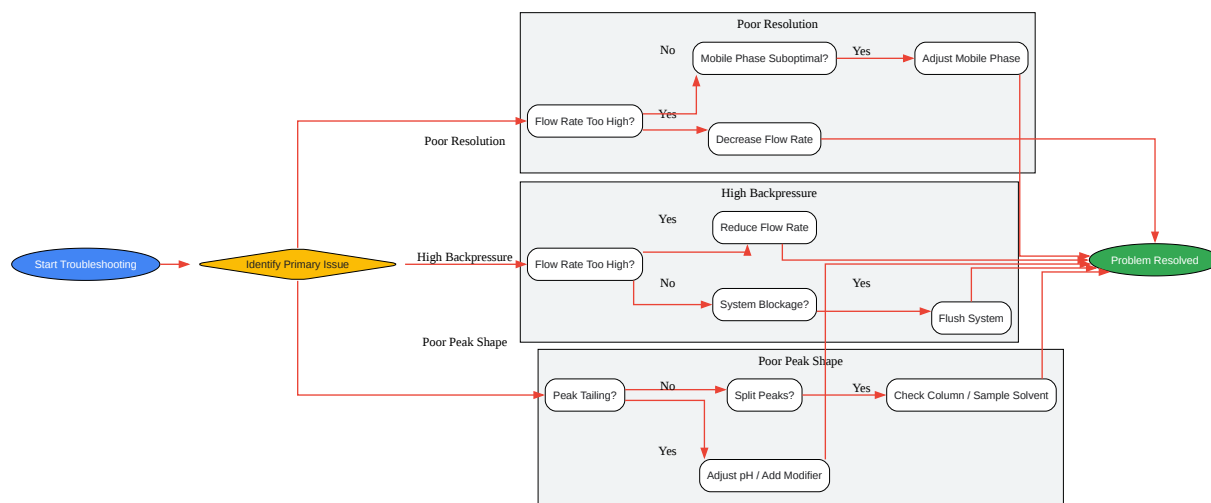 Poor Resolution
No
Mobile Phase Suboptimal?
Yes
Adjust Mobile Phase
Flow Rate Too High?
Yes
Decrease Flow Rate
Poor Resolution
High Backpressure
Yes
Reduce Flow Rate
Start Troubleshooting
Identify Primary Issue
High Backpressure
Flow Rate Too High?
Problem Resolved
No
System Blockage?
Yes
Flush System
Poor Peak Shape
Poor Peak Shape
Peak Tailing?
No
Split Peaks?
Yes
Check Column / Sample Solvent
Yes
Adjust pH / Add Modifier